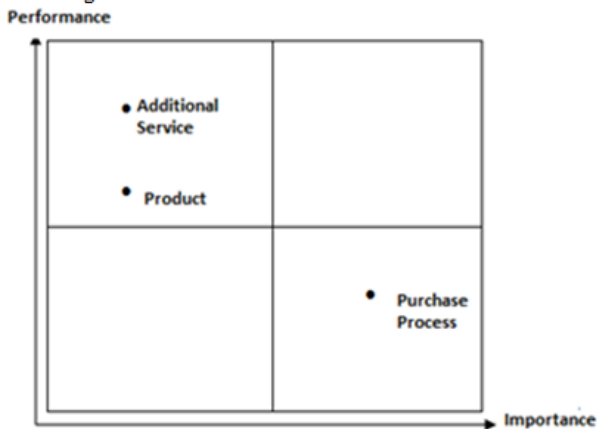 Performance
Additional
Service
Product
Purchase
Process
Importance